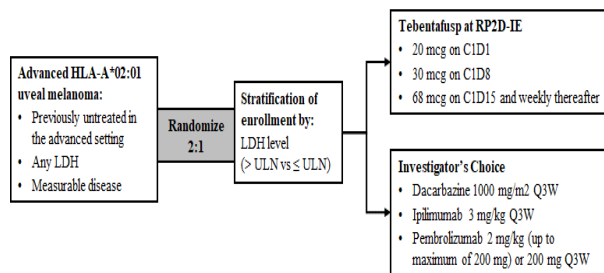 Advanced HLA-A*02:01
uveal melanoma:
• Previously untreated in
the advanced setting
• Any LDH
• Measurable disease
Randomize
2:1
Stratification of
enrollment by:
LDH level
(> ULN vs ≤ ULN)
Tebentafusp at RP2D-IE
• 20 mcg on C1D1
• 30 mcg on C1D8
• 68 mcg on C1D15 and weekly thereafter
Investigator's Choice
• Dacarbazine 1000 mg/m2 Q3W
• Ipilimumab 3 mg/kg Q3W
• Pembrolizumab 2 mg/kg (up to
maximum of 200 mg) or 200 mg Q3W